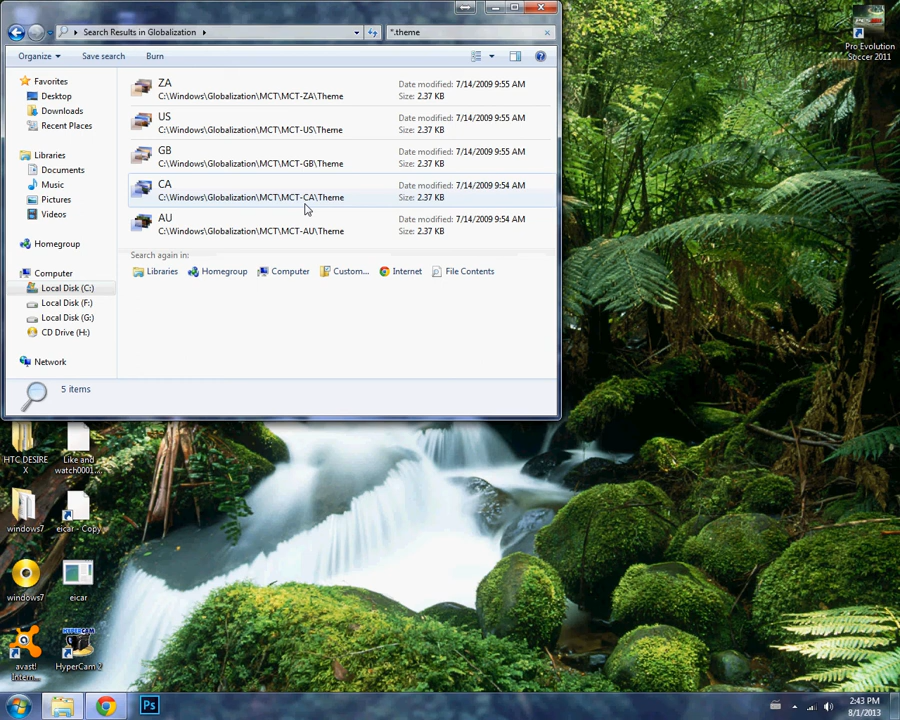 Search Results in Globalization
*.theme
Organize
Save search
Burn
Favorites
Desktop
Downloads
Recent Places
Libraries
Documents
Music
Pictures
Videos
Homegroup
Computer
Local Disk (C:)
Local Disk (F:)
Local Disk (G:)
CD Drive (H:)
Network
ZA
C:\Windows\Globalization\MCT\MCT-ZA\Theme
Date modified: 7/14/2009 9:55 AM
Size: 2.37 KB
US
C:\Windows\Globalization\MCT\MCT-US\Theme
Date modified: 7/14/2009 9:55 AM
Size: 2.37 KB
GB
C:\Windows\Globalization\MCT\MCT-GB\Theme
Date modified: 7/14/2009 9:55 AM
Size: 2.37 KB
CA
C:\Windows\Globalization\MCT\MCT-CA\Theme
Date modified: 7/14/2009 9:54 AM
Size: 2.37 KB
AU
C:\Windows\Globalization\MCT\MCT-AU\Theme
Date modified: 7/14/2009 9:54 AM
Size: 2.37 KB
Search again in:
Libraries
Homegroup
Computer
Custom...
Internet
File Contents
5 items
Pro Evolution
Soccer 2011
HTC DESIRE
X
Like and
watch0001....
windows7
eicar - Copy
windows7
eicar
avast!
Intern...
HyperCam 2
Ps
2:43 PM
8/1/2013